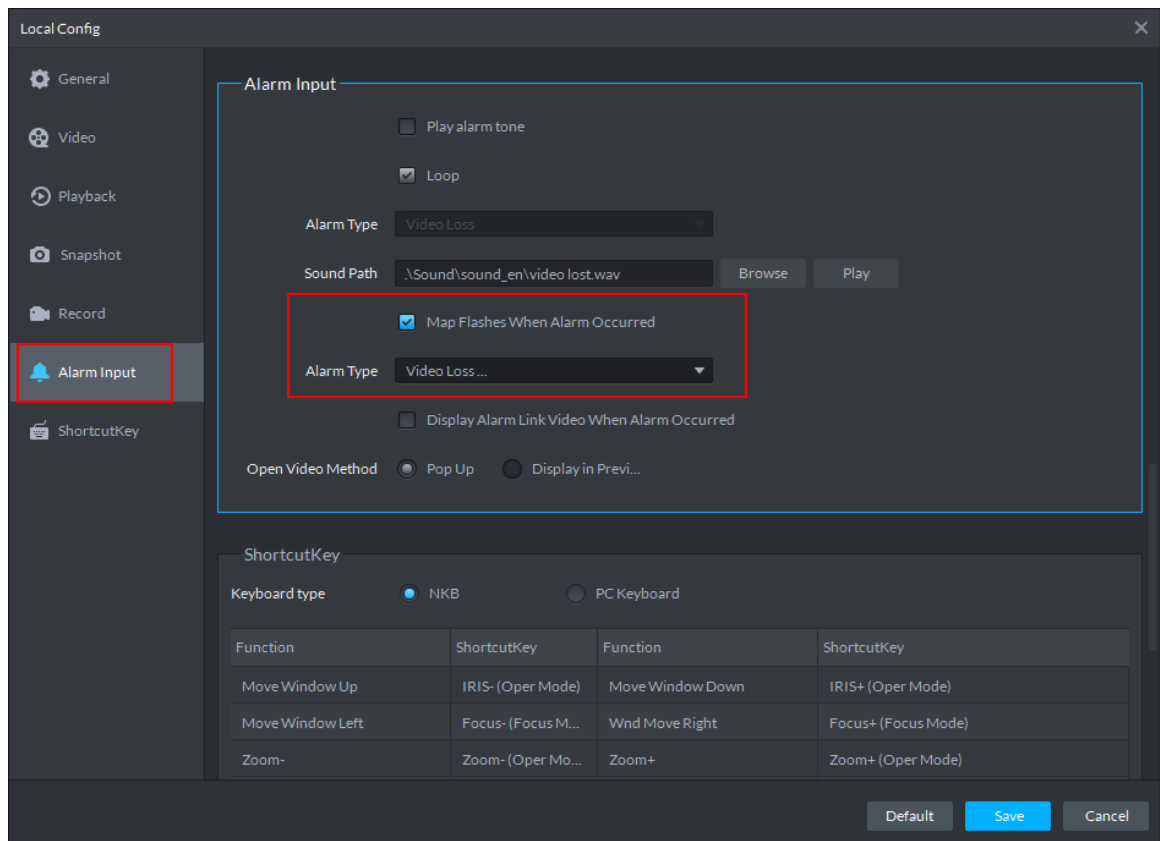 Local Config
General
Video
Playback
Snapshot
Record
Alarm Input
ShortcutKey
Alarm Input
Play alarm tone
Loop
Alarm Type Video Loss
Sound Path .\Sound\sound_en\video lost.wav Browse Play
Map Flashes When Alarm Occurred
Alarm Type Video Loss ...
Display Alarm Link Video When Alarm Occurred
Open Video Method Pop Up Display in Previ...
ShortcutKey
Keyboard type NKB PC Keyboard
Function ShortcutKey Function ShortcutKey
Move Window Up IRIS- (Oper Mode) Move Window Down IRIS+ (Oper Mode)
Move Window Left Focus- (Focus M... Wnd Move Right Focus+ (Focus Mode)
Zoom- Zoom- (Oper Mo... Zoom+ Zoom+ (Oper Mode)
Default Save Cancel